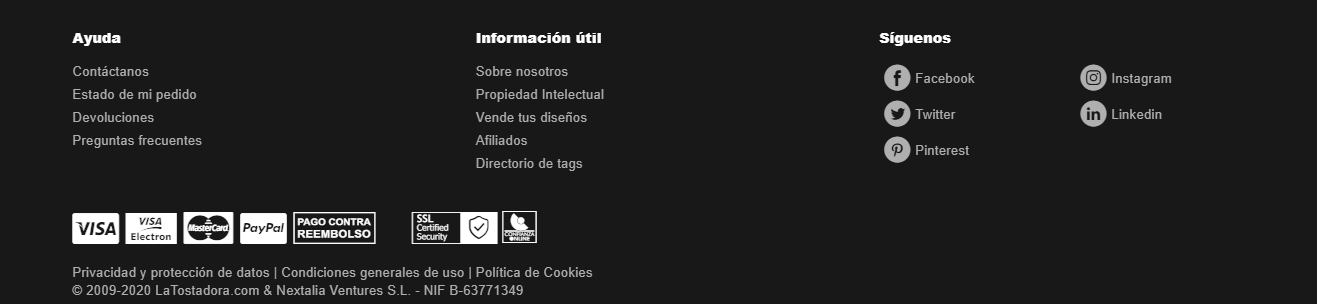 Ayuda
Contáctanos
Estado de mi pedido
Devoluciones
Preguntas frecuentes
Información útil
Sobre nosotros
Propiedad Intelectual
Vende tus diseños
Afiliados
Directorio de tags
Síguenos
Facebook
Instagram
Twitter
Linkedin
Pinterest
VISA
VISA
Electron
MasterCard
PayPal
PAGO CONTRA
REEMBOLSO
SSL
Certified
Security
CONFIANZA
ONLINE
Privacidad y protección de datos | Condiciones generales de uso | Política de Cookies
© 2009-2020 LaTostadora.com & Nextalia Ventures S.L. - NIF B-63771349